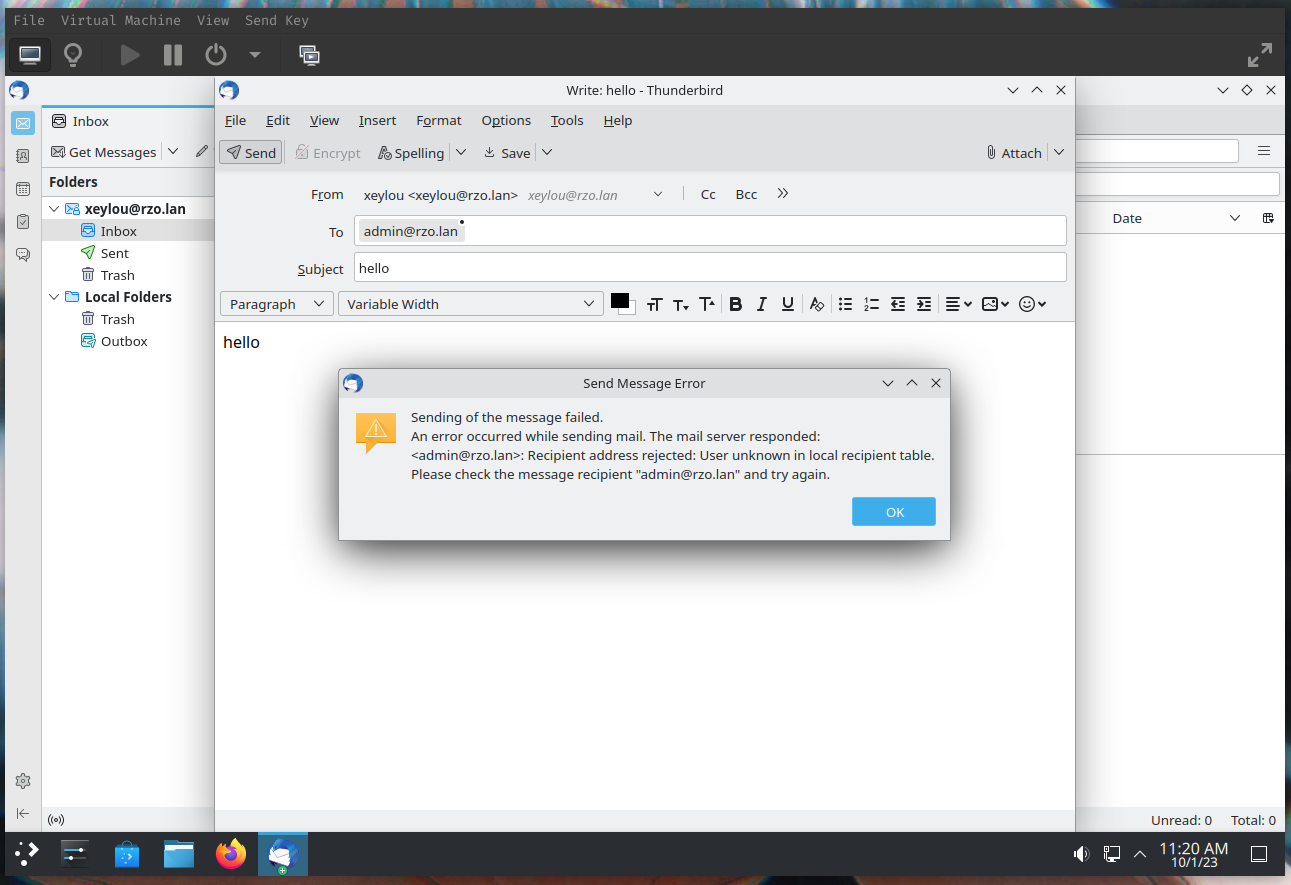 File Virtual Machine View Send Key
Write: hello - Thunderbird
Inbox
File Edit View Insert Format Options Tools Help
Get Messages
Send Encrypt Spelling Save Attach
Folders
From xeylou <xeylou@rzo.lan> xeylou@rzo.lan Cc Bcc
xeylou@rzo.lan
Date
Inbox
To admin@rzo.lan
Sent
Subject hello
Trash
Local Folders
Paragraph Variable Width
Trash
Outbox
hello
Send Message Error
Sending of the message failed.
An error occurred while sending mail. The mail server responded:
<admin@rzo.lan>: Recipient address rejected: User unknown in local recipient table.
Please check the message recipient "admin@rzo.lan" and try again.
OK
Unread: 0 Total: 0
11:20 AM
10/1/23